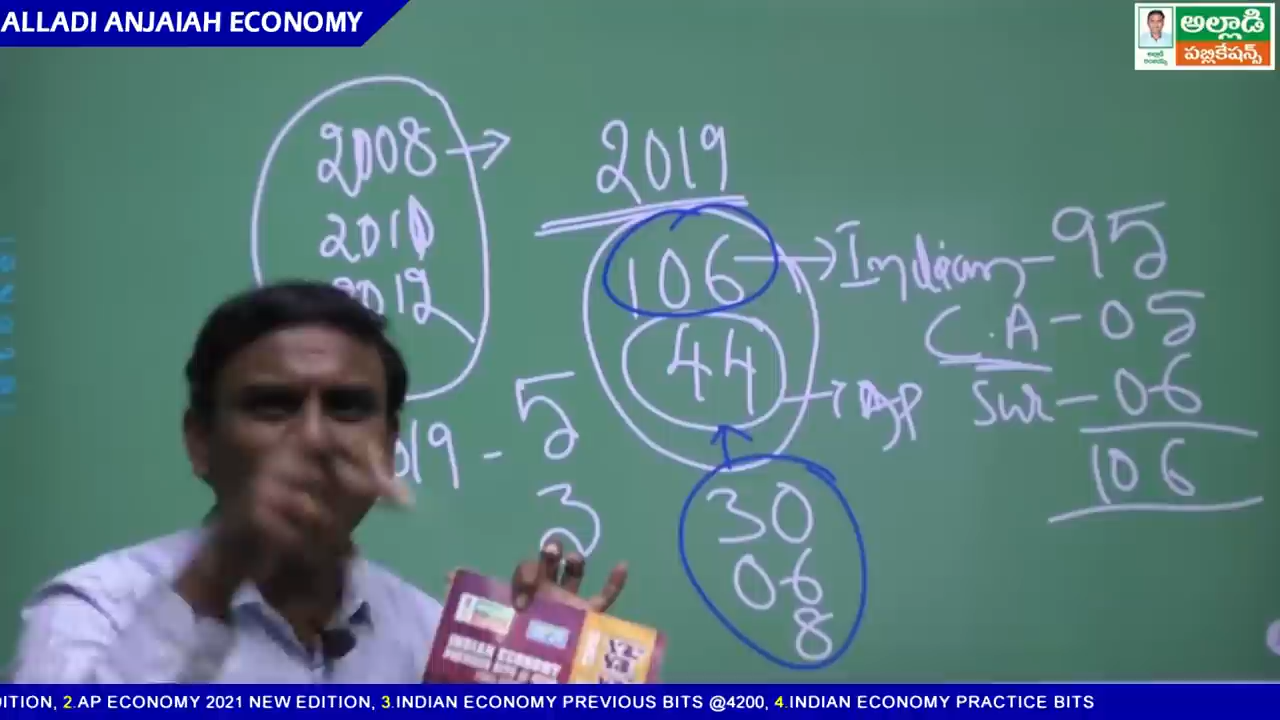 ALLADI ANJAIAH ECONOMY
అల్లాడి
పబ్లికేషన్స్
2008 →
2010
2012
019 - 5
3
2019
106 → Indian - 95
C.A - 05
44 → AP
Swr - 06
106
30
06
8
INDIAN ECONOMY
ITION, 2.AP ECONOMY 2021 NEW EDITION, 3.INDIAN ECONOMY PREVIOUS BITS @4200, 4.INDIAN ECONOMY PRACTICE BITS